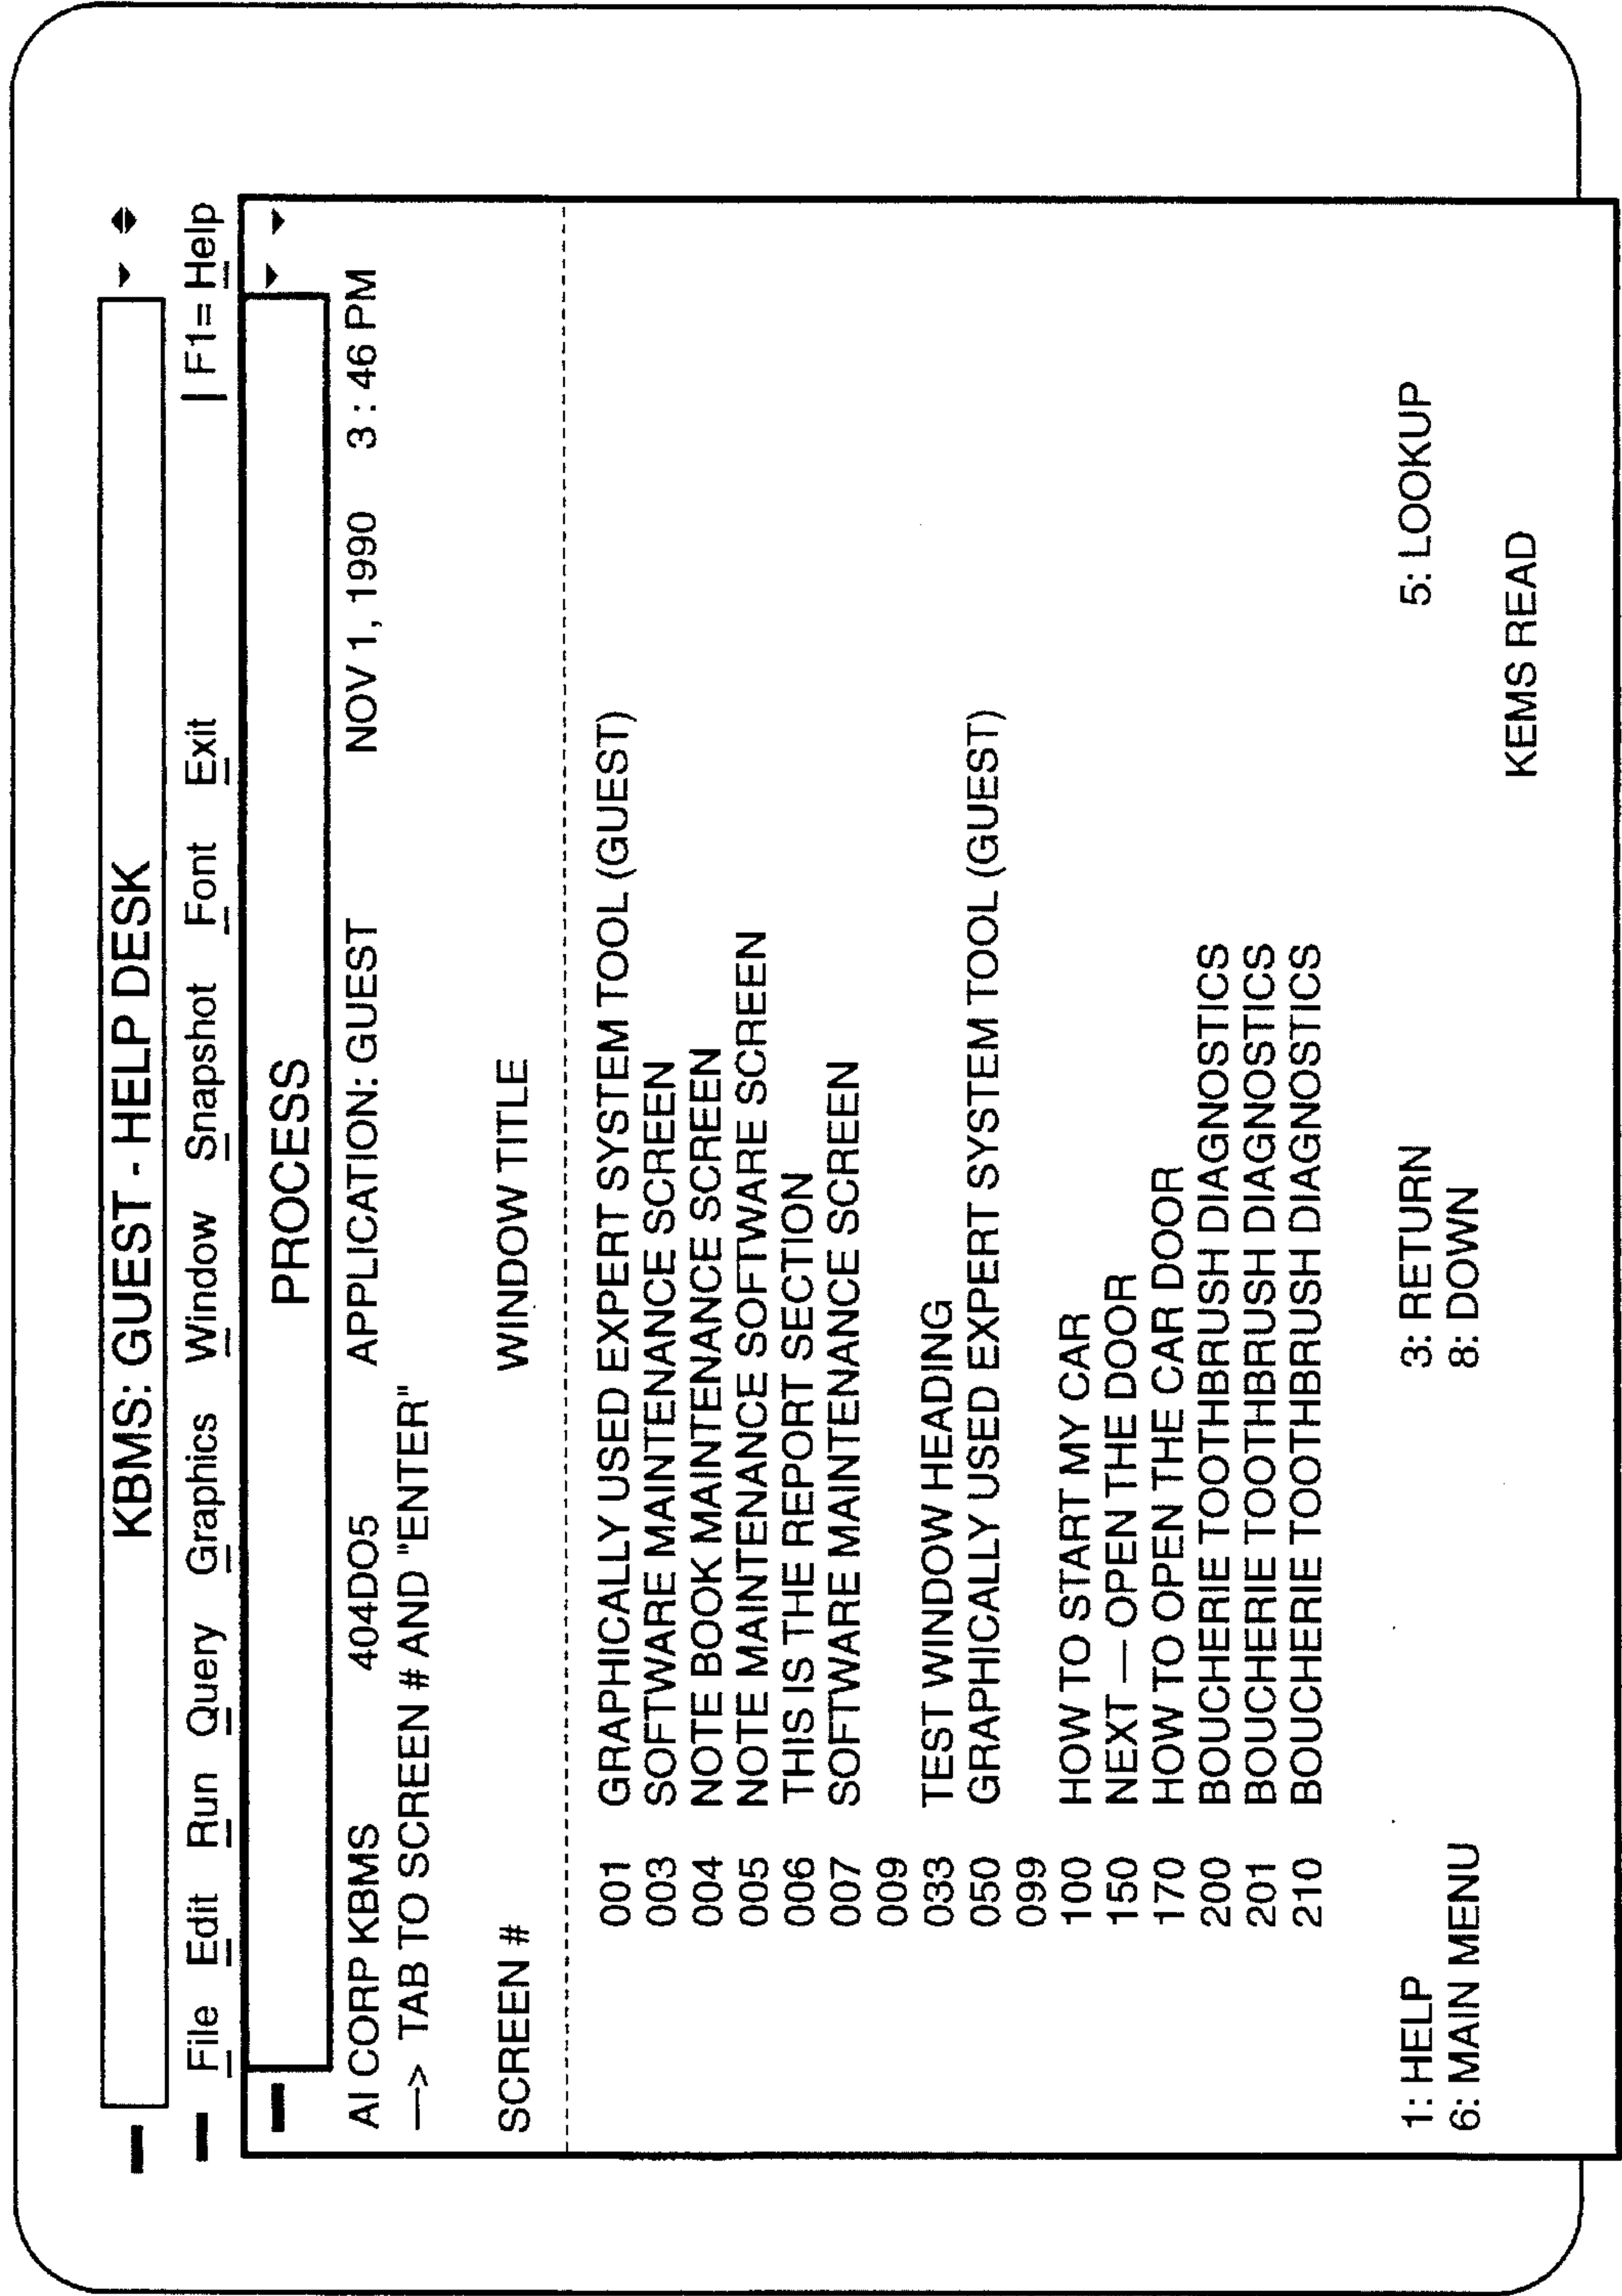 KBMS: GUEST - HELP DESK
File Edit Run Query Graphics Window Snapshot Font Exit | F1= Help
PROCESS
AI CORP KBMS 404DO5 APPLICATION: GUEST NOV 1, 1990 3 : 46 PM
—> TAB TO SCREEN # AND "ENTER"
SCREEN # WINDOW TITLE
001 GRAPHICALLY USED EXPERT SYSTEM TOOL (GUEST)
003 SOFTWARE MAINTENANCE SCREEN
004 NOTE BOOK MAINTENANCE SCREEN
005 NOTE MAINTENANCE SOFTWARE SCREEN
006 THIS IS THE REPORT SECTION
007 SOFTWARE MAINTENANCE SCREEN
009
033 TEST WINDOW HEADING
050 GRAPHICALLY USED EXPERT SYSTEM TOOL (GUEST)
099
100 HOW TO START MY CAR
150 NEXT — OPEN THE DOOR
170 HOW TO OPEN THE CAR DOOR
200 BOUCHERIE TOOTHBRUSH DIAGNOSTICS
201 BOUCHERIE TOOTHBRUSH DIAGNOSTICS
210 BOUCHERIE TOOTHBRUSH DIAGNOSTICS
1: HELP 3: RETURN 5: LOOKUP
6: MAIN MENU 8: DOWN
KEMS READ